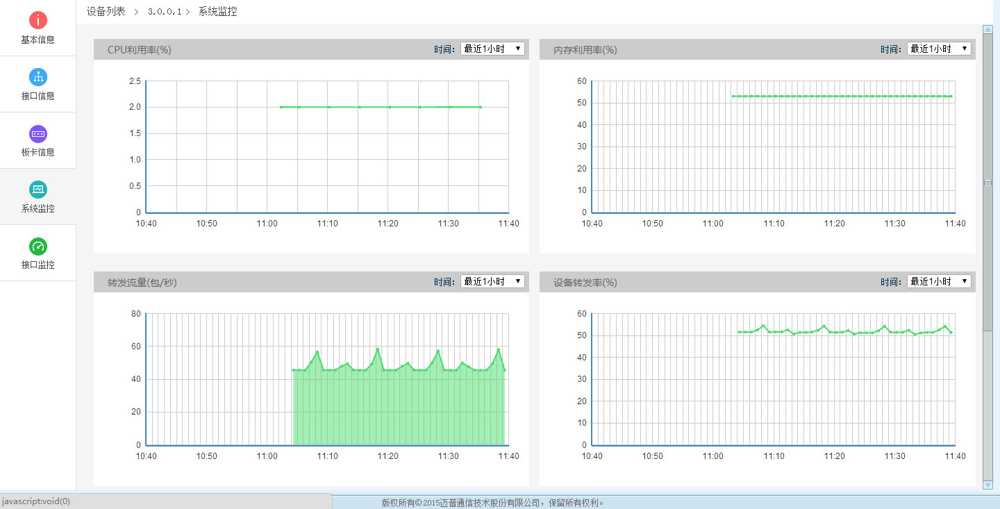 设备列表 > 3.0.0.1 > 系统监控
基本信息
接口信息
板卡信息
系统监控
接口监控
CPU利用率(%) 时间: 最近1小时
2.5
2.0
1.5
1.0
0.5
0
10:40 10:50 11:00 11:10 11:20 11:30 11:40
内存利用率(%) 时间: 最近1小时
60
50
40
30
20
10
0
10:40 10:50 11:00 11:10 11:20 11:30 11:40
转发流量(包/秒) 时间: 最近1小时
80
60
40
20
0
10:40 10:50 11:00 11:10 11:20 11:30 11:40
设备转发率(%) 时间: 最近1小时
60
50
40
30
20
10
0
10:40 10:50 11:00 11:10 11:20 11:30 11:40
javascript:void(0)
版权所有©2015迈普通信技术股份有限公司，保留所有权利。